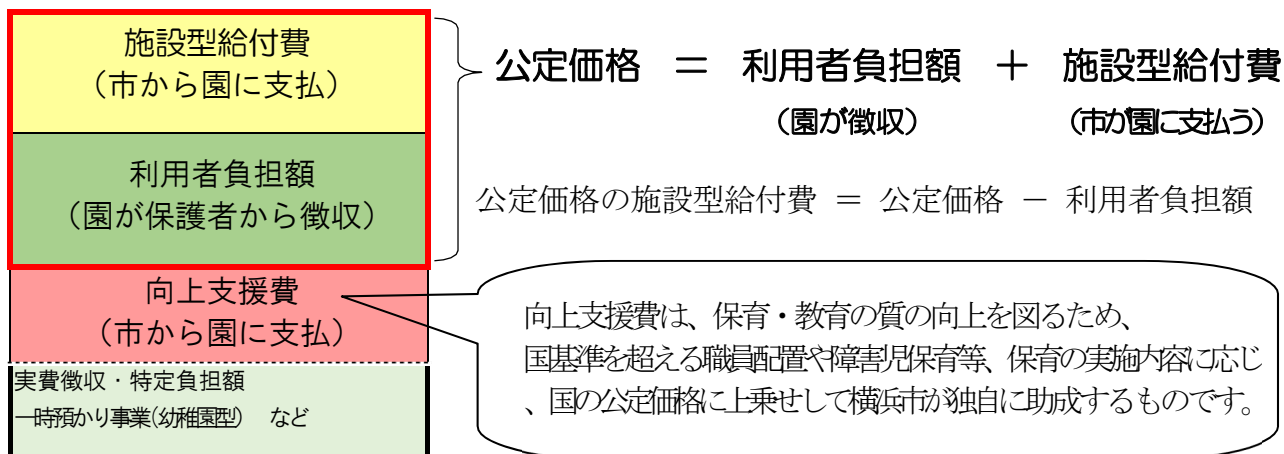 施設型給付費
（市から園に支払）
利用者負担額
（園が保護者から徴収）
向上支援費
（市から園に支払）
実費徴収・特定負担額
一時預かり事業(幼稚園型)　など
公定価格　＝　利用者負担額　＋　施設型給付費
（園が徴収）　（市が園に支払う）
公定価格の施設型給付費　＝　公定価格　－　利用者負担額
向上支援費は、保育・教育の質の向上を図るため、
国基準を超える職員配置や障害児保育等、保育の実施内容に応じ
、国の公定価格に上乗せして横浜市が独自に助成するものです。